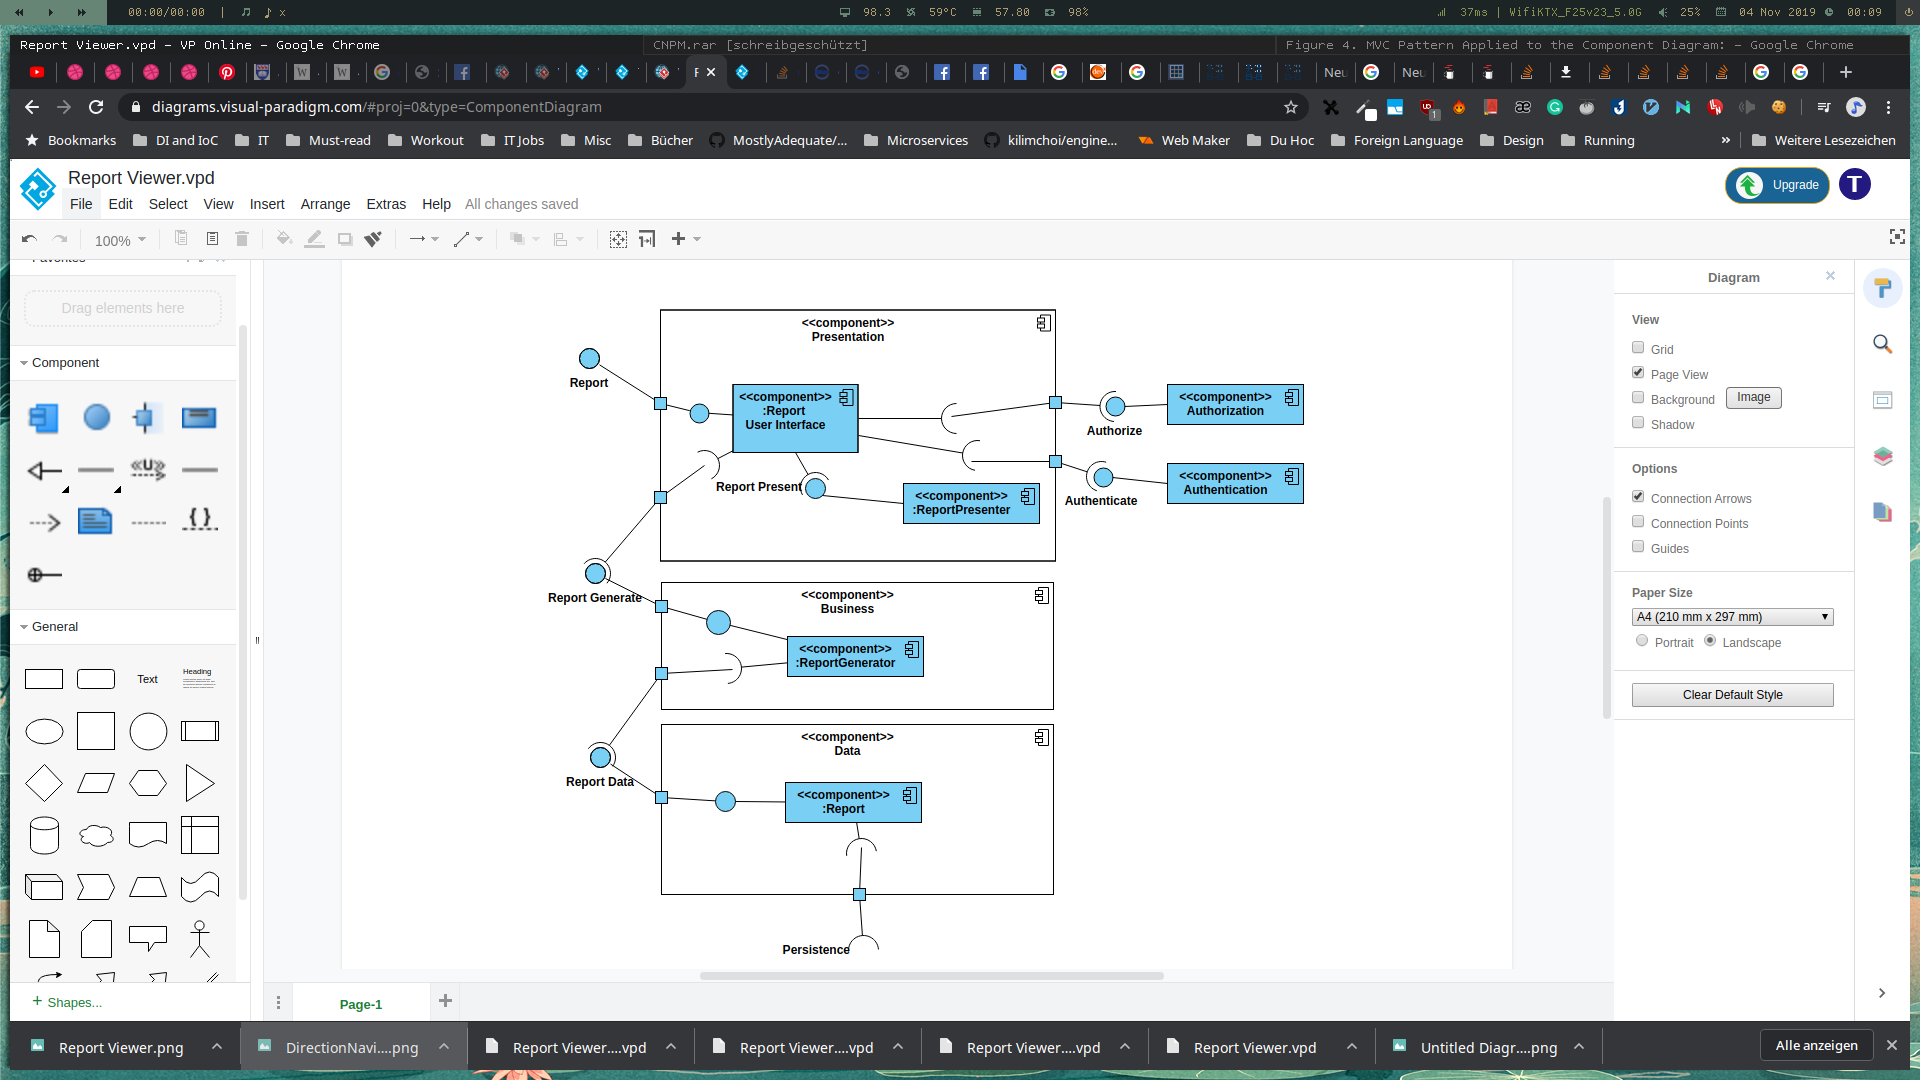 00:00/00:00 | x
98.3 59°C 57.80 98%
37ms | WifiKTX_F25v23_5.0G 25% 04 Nov 2019 00:09
Report Viewer.vpd - VP Online - Google Chrome
CNPM.rar [schreibgeschützt]
Figure 4. MVC Pattern Applied to the Component Diagram: - Google Chrome
Neu
Neu
diagrams.visual-paradigm.com/#proj=0&type=ComponentDiagram
Bookmarks
DI and IoC
IT
Must-read
Workout
IT Jobs
Misc
Bücher
MostlyAdequate/...
Microservices
kilimchoi/engine...
Web Maker
Du Hoc
Foreign Language
Design
Running
»
Weitere Lesezeichen
Report Viewer.vpd
File Edit Select View Insert Arrange Extras Help All changes saved
Upgrade
T
100%
Favorites
Drag elements here
Component
General
Text
Heading
+ Shapes...
<<component>>
Presentation
Report
<<component>>
:Report
User Interface
Report Present
<<component>>
:ReportPresenter
Authorize
<<component>>
Authorization
Authenticate
<<component>>
Authentication
Report Generate
<<component>>
Business
<<component>>
:ReportGenerator
Report Data
<<component>>
Data
<<component>>
:Report
Persistence
Page-1
Diagram
View
Grid
Page View
Background
Image
Shadow
Options
Connection Arrows
Connection Points
Guides
Paper Size
A4 (210 mm x 297 mm)
Portrait
Landscape
Clear Default Style
Report Viewer.png
DirectionNavi....png
Report Viewer....vpd
Report Viewer....vpd
Report Viewer....vpd
Report Viewer.vpd
Untitled Diagr....png
Alle anzeigen